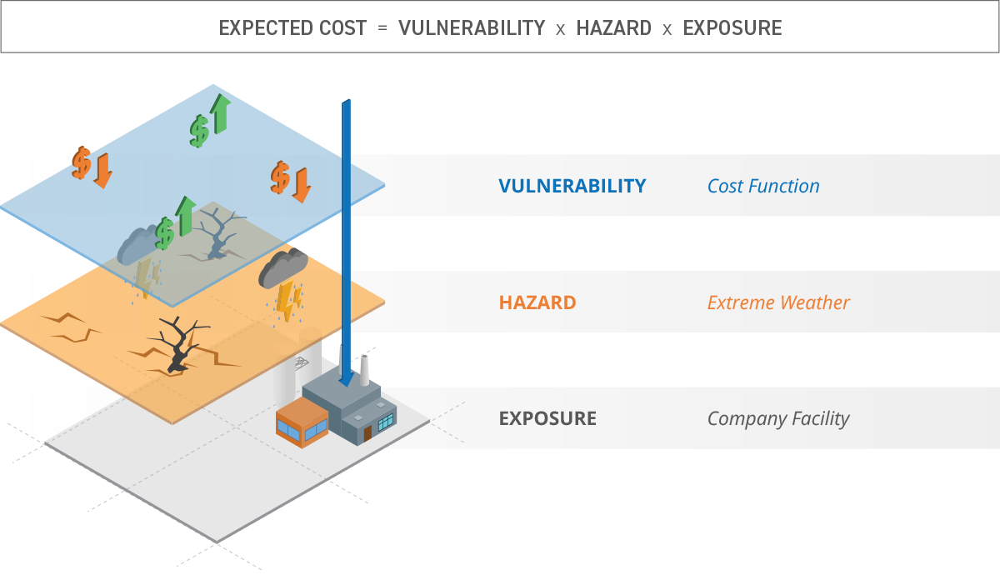 EXPECTED COST = VULNERABILITY x HAZARD x EXPOSURE
$
$
$
$
VULNERABILITY Cost Function
HAZARD Extreme Weather
EXPOSURE Company Facility